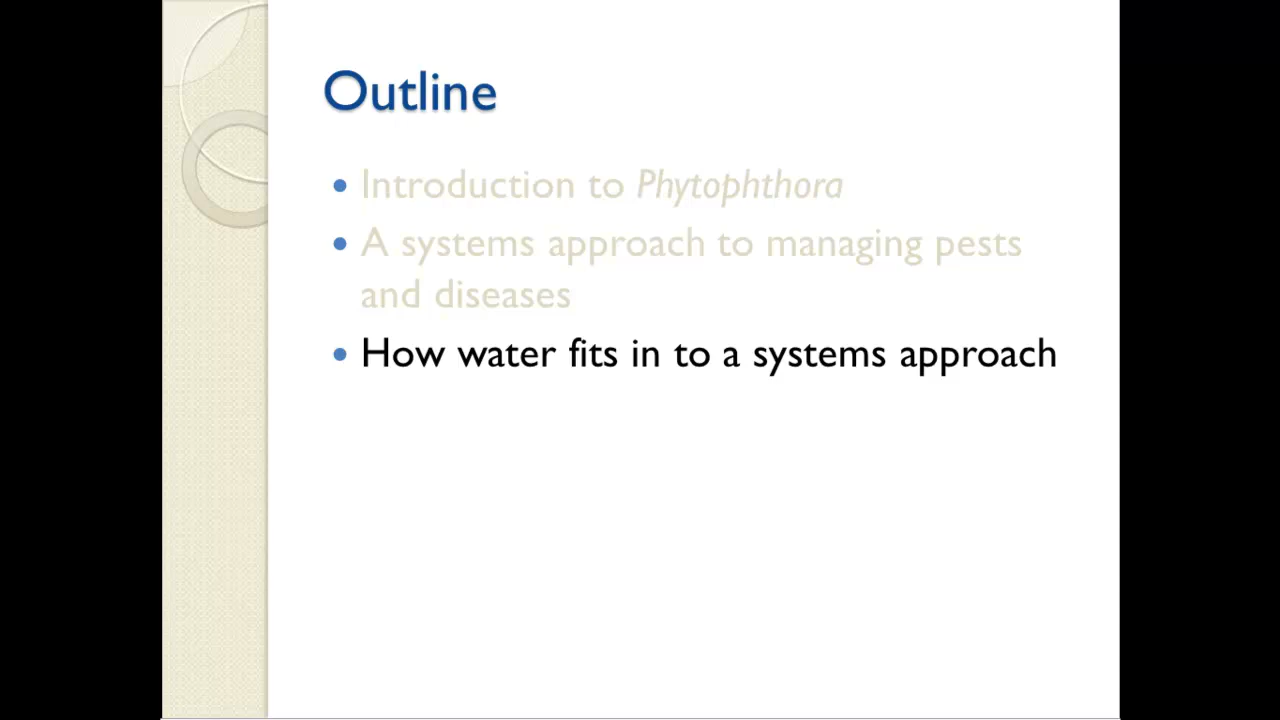 Outline
• Introduction to Phytophthora
• A systems approach to managing pests
and diseases
• How water fits in to a systems approach